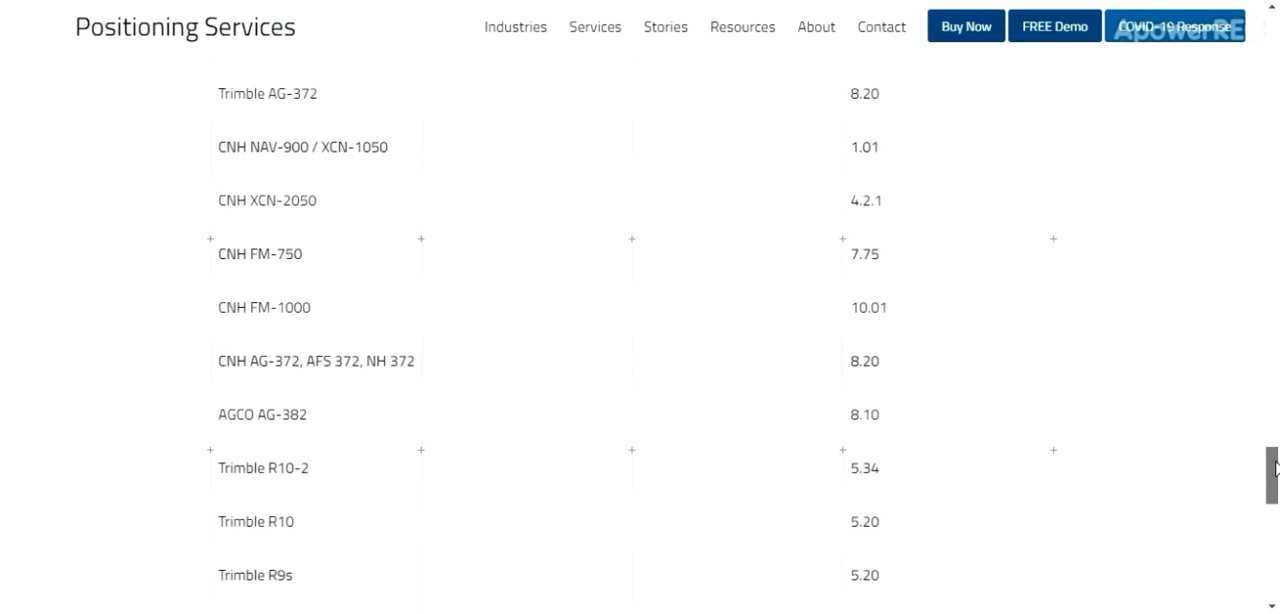 Positioning Services Industries Services Stories Resources About Contact Buy Now FREE Demo COVID-19 Response
ApowerREC
Trimble AG-372 8.20
CNH NAV-900 / XCN-1050 1.01
CNH XCN-2050 4.2.1
CNH FM-750 7.75
CNH FM-1000 10.01
CNH AG-372, AFS 372, NH 372 8.20
AGCO AG-382 8.10
Trimble R10-2 5.34
Trimble R10 5.20
Trimble R9s 5.20